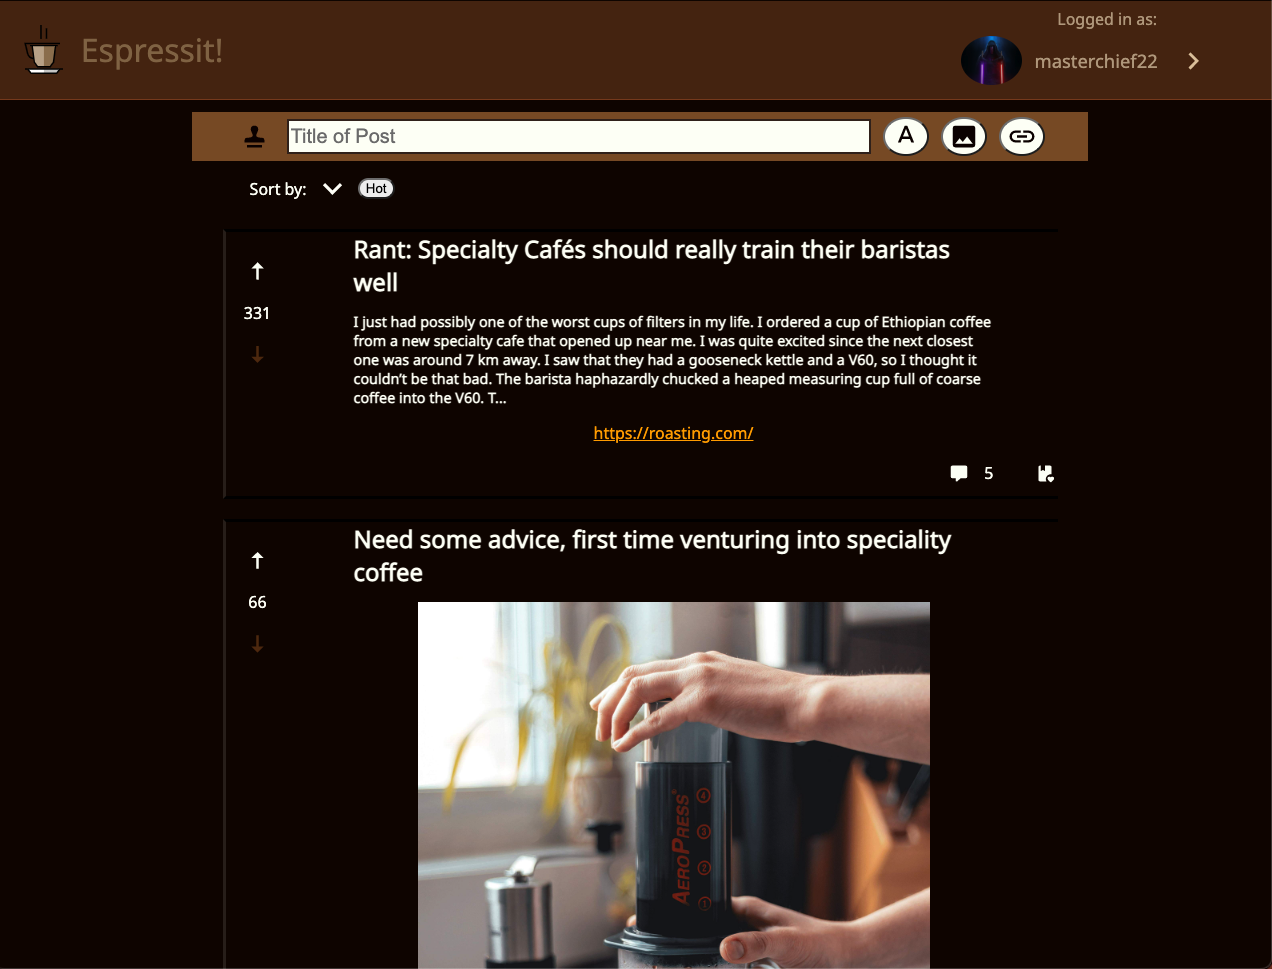 Espressit!
Logged in as:
masterchief22
Title of Post
A
Sort by:
Hot
Rant: Specialty Cafés should really train their baristas
well
331
I just had possibly one of the worst cups of filters in my life. I ordered a cup of Ethiopian coffee
from a new specialty cafe that opened up near me. I was quite excited since the next closest
one was around 7 km away. I saw that they had a gooseneck kettle and a V60, so I thought it
couldn’t be that bad. The barista haphazardly chucked a heaped measuring cup full of coarse
coffee into the V60. T...
https://roasting.com/
5
Need some advice, first time venturing into speciality
coffee
66
AEROPRESS
4
3
2
1